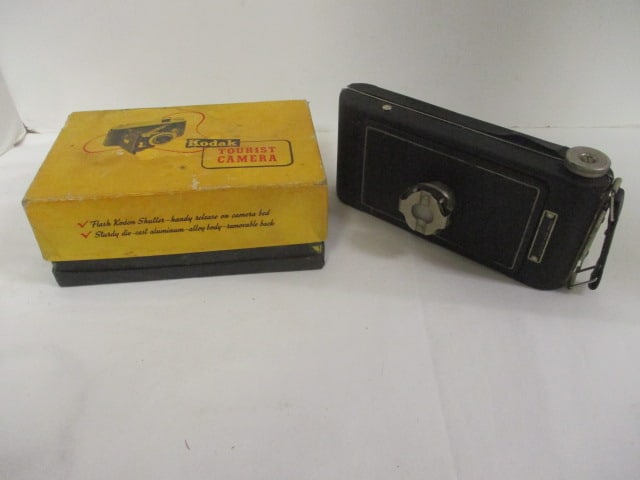 Kodak
TOURIST
CAMERA
Flash Kodon Shutter-handy release on camera bed
Sturdy die-cast aluminum-alloy body-removable back